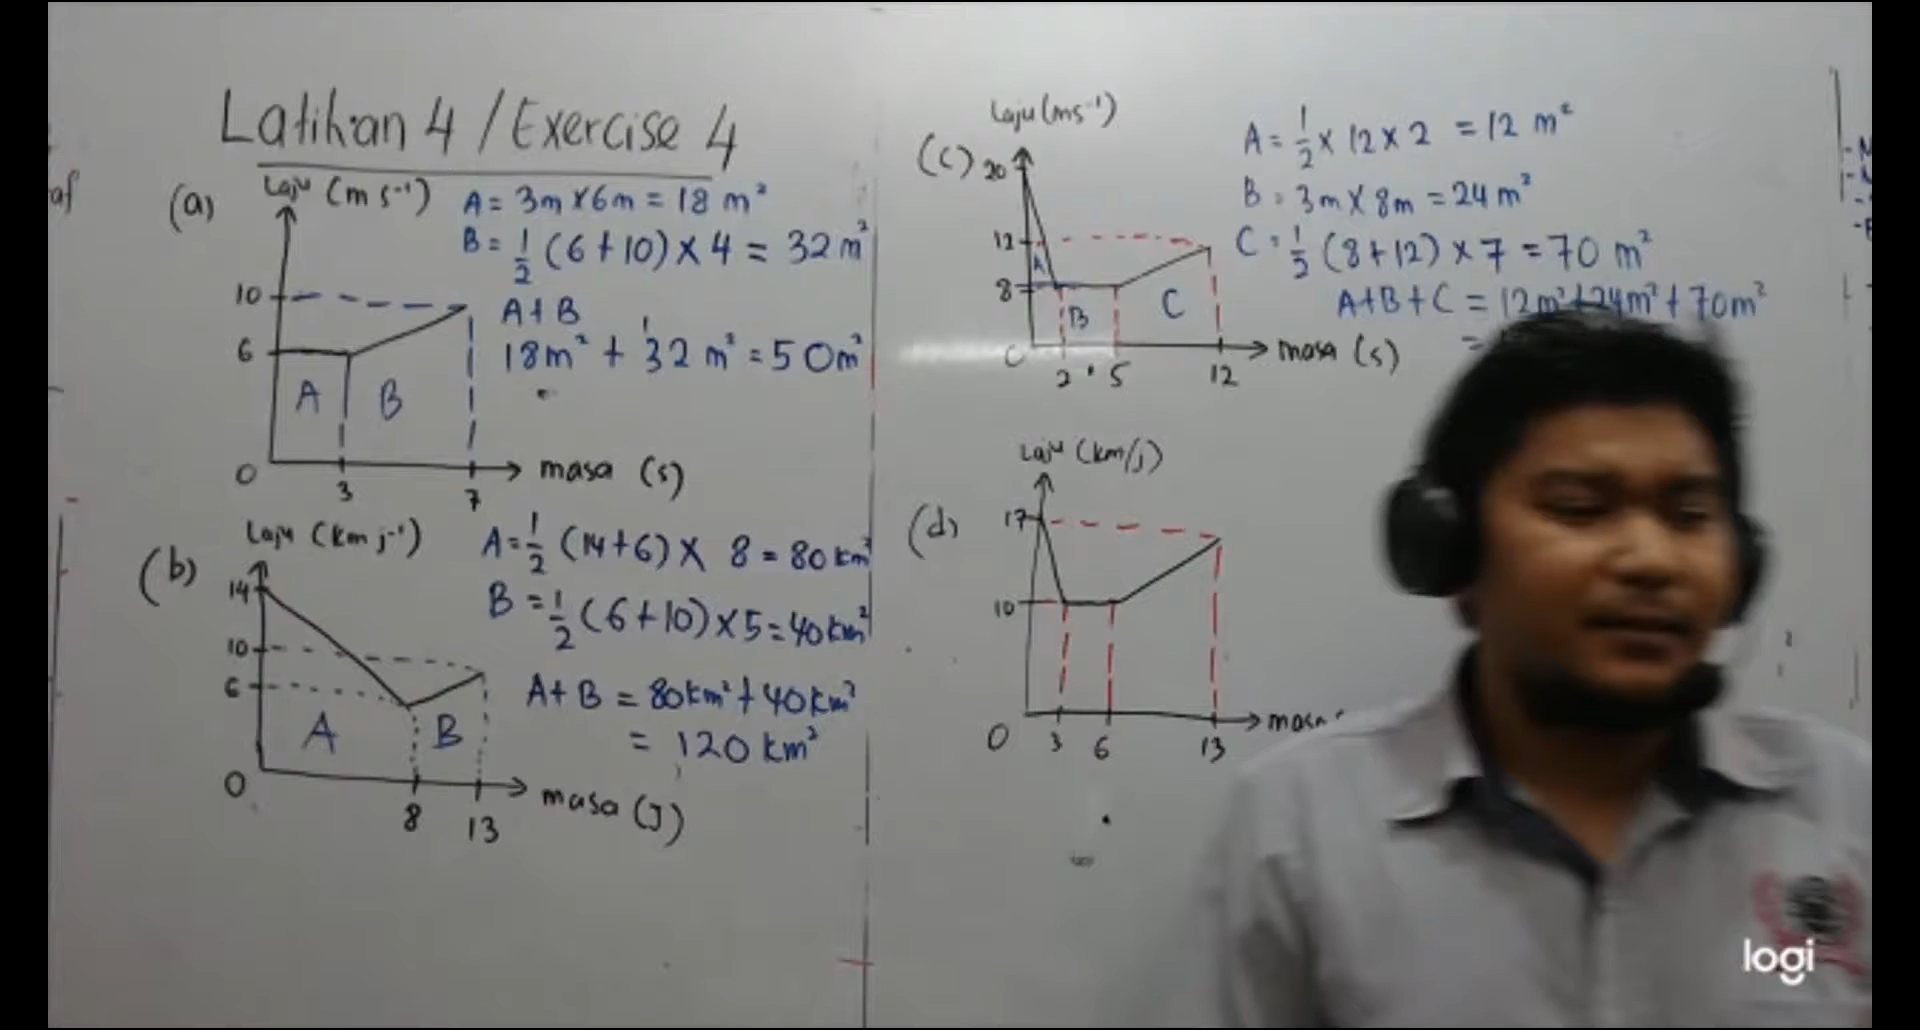 af
Latihan 4 / Exercise 4
(a)
Laju (m s⁻¹)
A = 3m x 6m = 18 m²
B = 1/2 (6 + 10) x 4 = 32 m²
A + B
1
18m² + 32 m² = 50m²
10
6
A
B
0
3
7
masa (s)
(b)
Laju (km j⁻¹)
A = 1/2 (14 + 6) x 8 = 80 km²
B = 1/2 (6 + 10) x 5 = 40 km²
A + B = 80km² + 40km²
= 120 km²
14
10
6
A
B
0
8
13
masa (j)
(c)
Laju (ms⁻¹)
A = 1/2 x 12 x 2 = 12 m²
B = 3m x 8m = 24 m²
C = 1/2 (8 + 12) x 7 = 70 m²
A + B + C = 12m² + 24m² + 70m²
=
20
12
8
A
B
C
0
2
5
12
masa (s)
(d)
Laju (km/j)
17
10
0
3
6
13
masa
logi